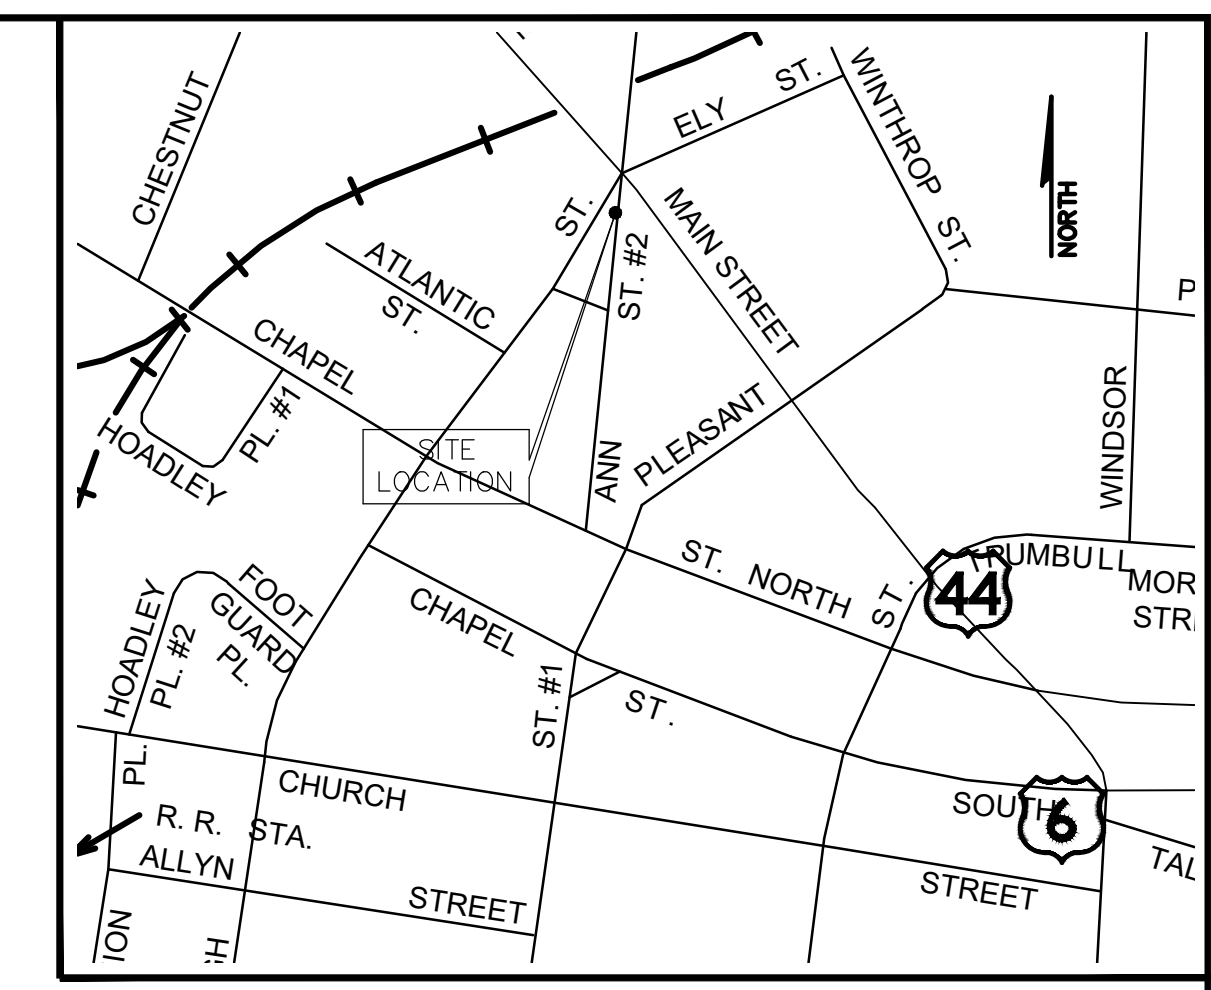 CHESTNUT
ELY ST.
WINTHROP ST.
NORTH
ST.
ST. #2
MAIN STREET
ATLANTIC
ST.
P
CHAPEL
PL. #1
HOADLEY
SITE
LOCATION
ANN
PLEASANT
WINDSOR
TRUMBULL
44
MOR
STR
ST. NORTH
ST.
FOOT
GUARD
PL.
HOADLEY
PL. #2
CHAPEL
ST. #1
ST.
PL.
CHURCH
SOUTH
6
R. R. STA.
ALLYN
STREET
STREET
TAL
ION
GH